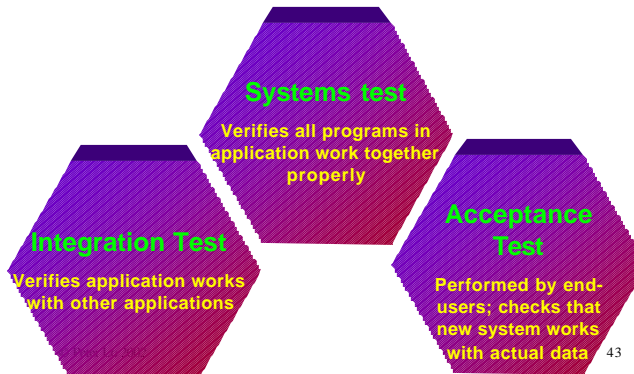 Systems test
Verifies all programs in
application work together
properly
Integration Test
Verifies application works
with other applications
Acceptance
Test
Performed by end-
users; checks that
new system works
with actual data
43